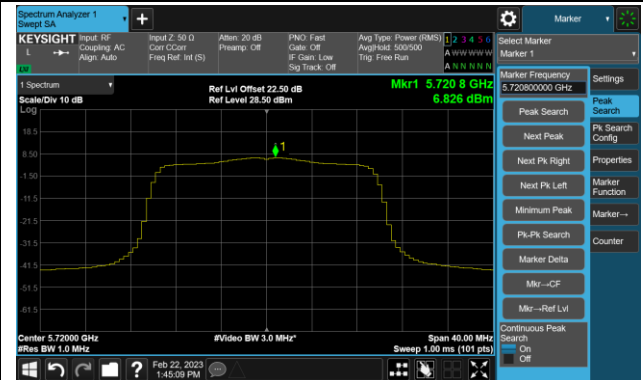 Spectrum Analyzer 1
Swept SA
Marker
KEYSIGHT
L
Input: RF
Coupling: AC
Align: Auto
Input Z: 50 Ω
Corr CCorr
Freq Ref: Int (S)
Atten: 20 dB
Preamp: Off
PNO: Fast
Gate: Off
IF Gain: Low
Sig Track: Off
Avg Type: Power (RMS)
Avg|Hold: 500/500
Trig: Free Run
1 2 3 4 5 6
A W W W W W
A N N N N N
Select Marker
Marker 1
1 Spectrum
Scale/Div 10 dB
Log
Ref Lvl Offset 22.50 dB
Ref Level 28.50 dBm
Mkr1 5.720 8 GHz
6.826 dBm
18.5
8.50
-1.50
-11.5
-21.5
-31.5
-41.5
-51.5
-61.5
1
Center 5.72000 GHz
#Res BW 1.0 MHz
#Video BW 3.0 MHz*
Span 40.00 MHz
Sweep 1.00 ms (101 pts)
Marker Frequency
5.720800000 GHz
Peak Search
Next Peak
Next Pk Right
Next Pk Left
Minimum Peak
Pk-Pk Search
Marker Delta
Mkr→CF
Mkr→Ref Lvl
Continuous Peak
Search
On
Off
Settings
Peak
Search
Pk Search
Config
Properties
Marker
Function
Marker→
Counter
Feb 22, 2023
1:45:09 PM